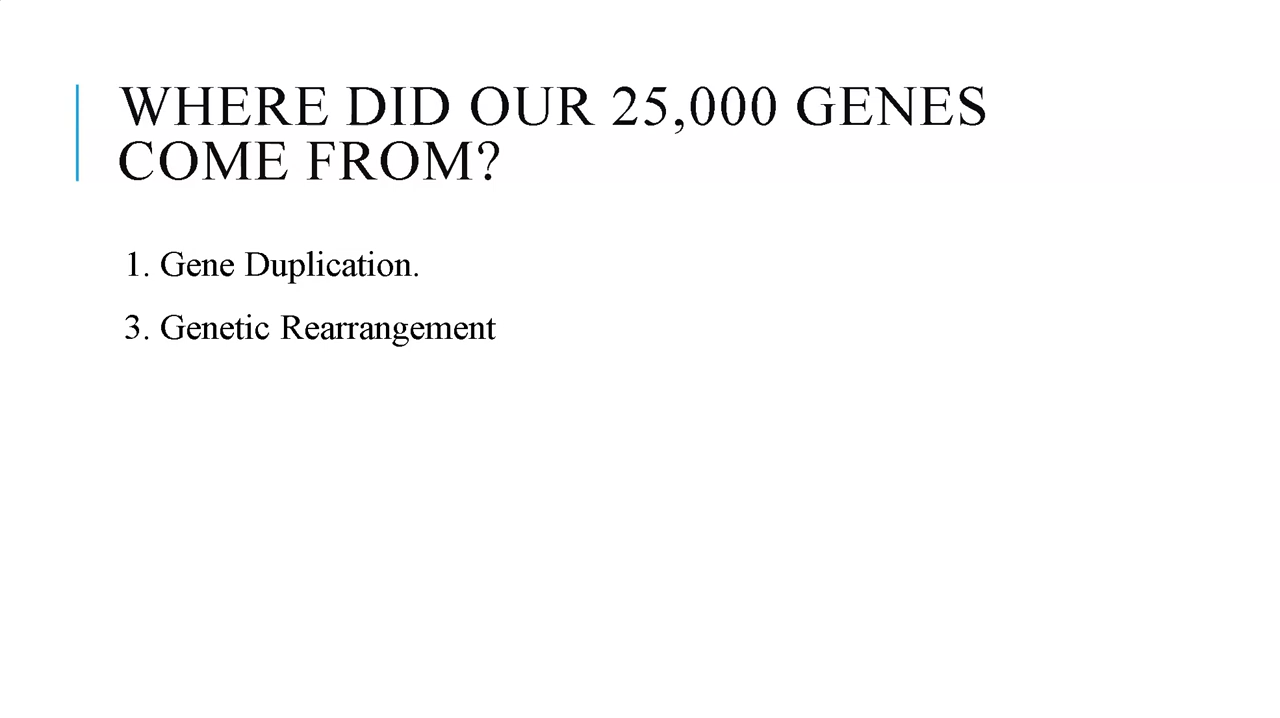 WHERE DID OUR 25,000 GENES
COME FROM?
1. Gene Duplication.
3. Genetic Rearrangement